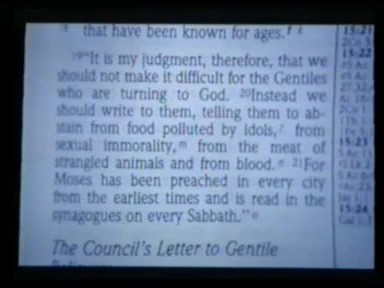 that have been known for ages.
19"It is my judgment, therefore, that we
should not make it difficult for the Gentiles
who are turning to God. 20Instead we
should write to them, telling them to ab-
stain from food polluted by idols, from
sexual immorality, m from the meat of
strangled animals and from blood. n 21For
Moses has been preached in every city
from the earliest times and is read in the
synagogues on every Sabbath." o
The Council's Letter to Gentile
15:21
15:22
15:23
15:24